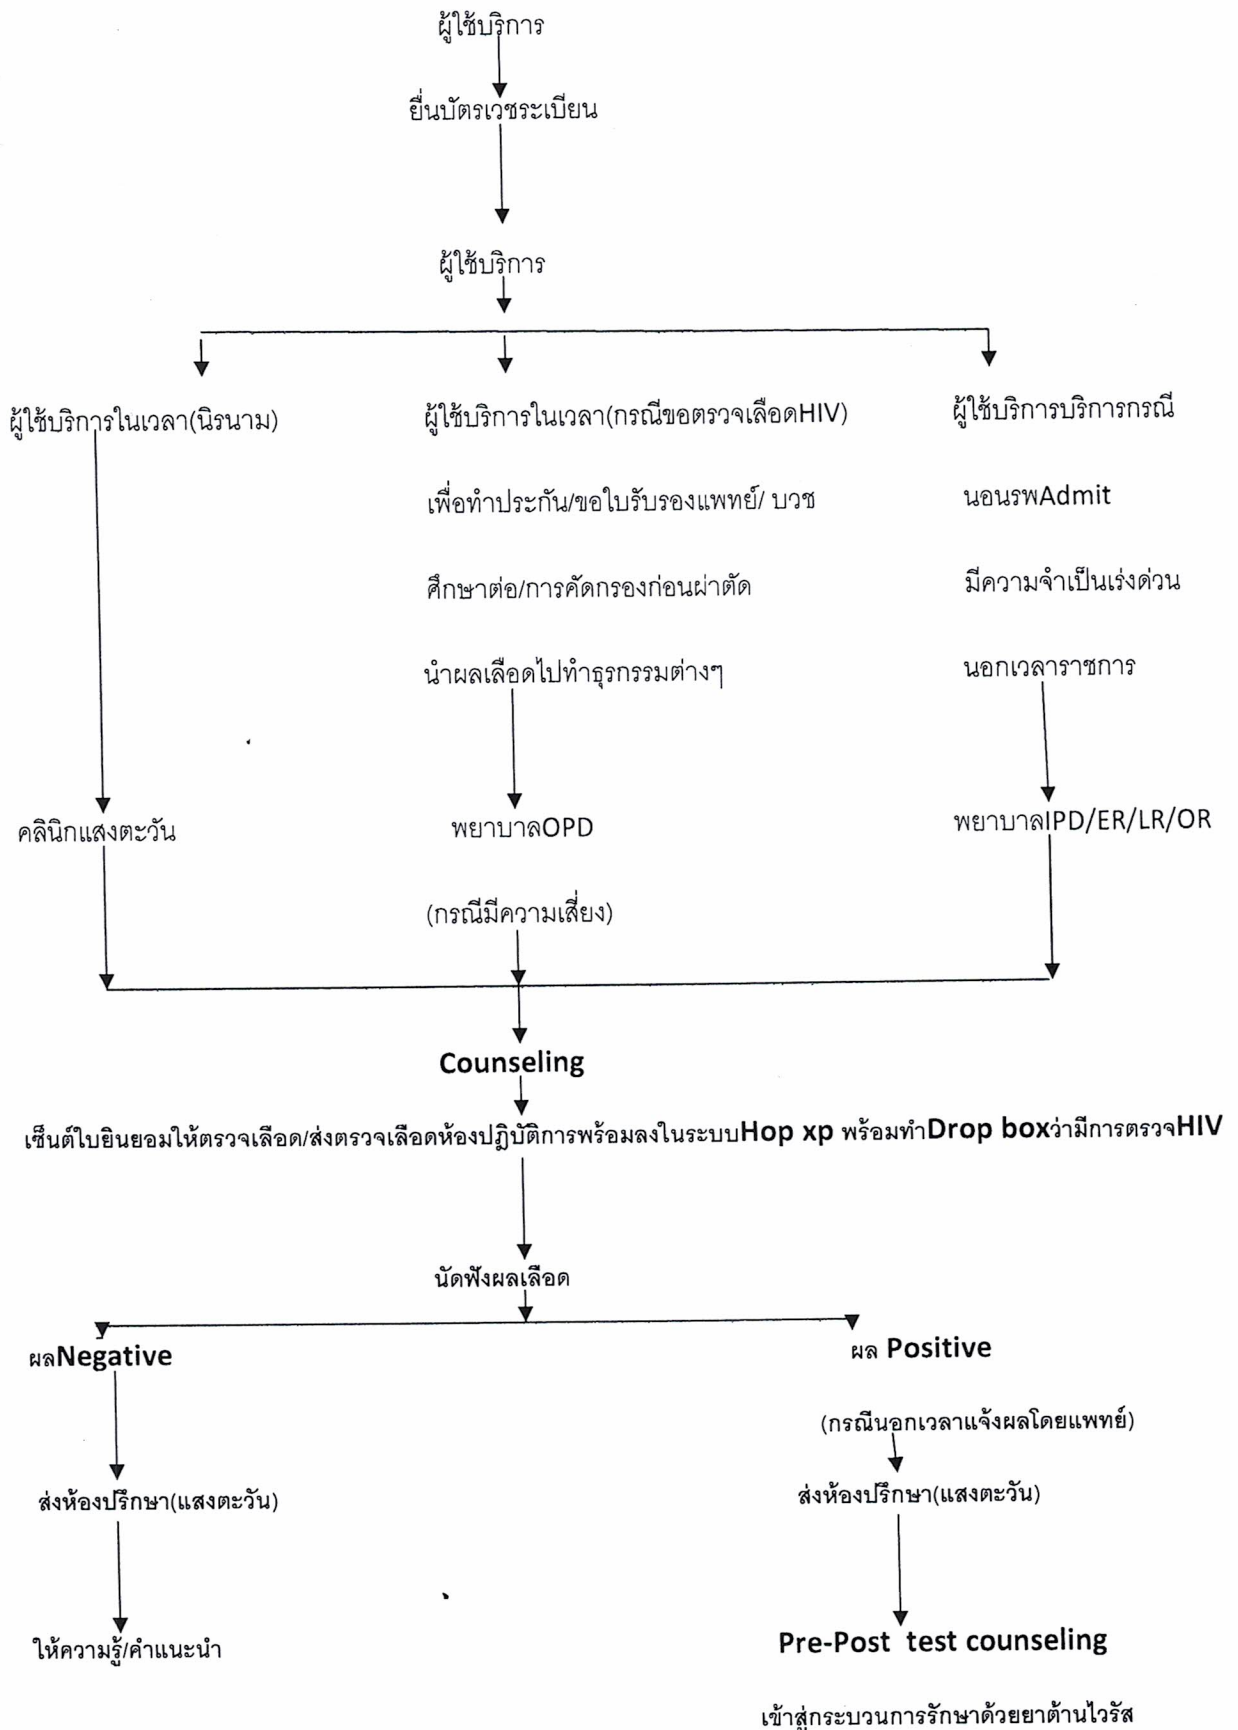 ผู้ใช้บริการ
ยื่นบัตรเวชระเบียน
ผู้ใช้บริการ
ผู้ใช้บริการในเวลา(นิรนาม)
ผู้ใช้บริการในเวลา(กรณีขอตรวจเลือดHIV)
เพื่อทำประกัน/ขอใบรับรองแพทย์/ บวช
ศึกษาต่อ/การคัดกรองก่อนผ่าตัด
นำผลเลือดไปทำธุรกรรมต่างๆ
ผู้ใช้บริการบริการกรณี
นอนรพAdmit
มีความจำเป็นเร่งด่วน
นอกเวลาราชการ
คลินิกแสงตะวัน
พยาบาลOPD
(กรณีมีความเสี่ยง)
พยาบาลIPD/ER/LR/OR
Counseling
เซ็นต์ใบยินยอมให้ตรวจเลือด/ส่งตรวจเลือดห้องปฏิบัติการพร้อมลงในระบบHop xp พร้อมทำDrop boxว่ามีการตรวจHIV
นัดฟังผลเลือด
ผลNegative
ผล Positive
(กรณีนอกเวลาแจ้งผลโดยแพทย์)
ส่งห้องปรึกษา(แสงตะวัน)
ส่งห้องปรึกษา(แสงตะวัน)
ให้ความรู้/คำแนะนำ
Pre-Post test counseling
เข้าสู่กระบวนการรักษาด้วยยาต้านไวรัส